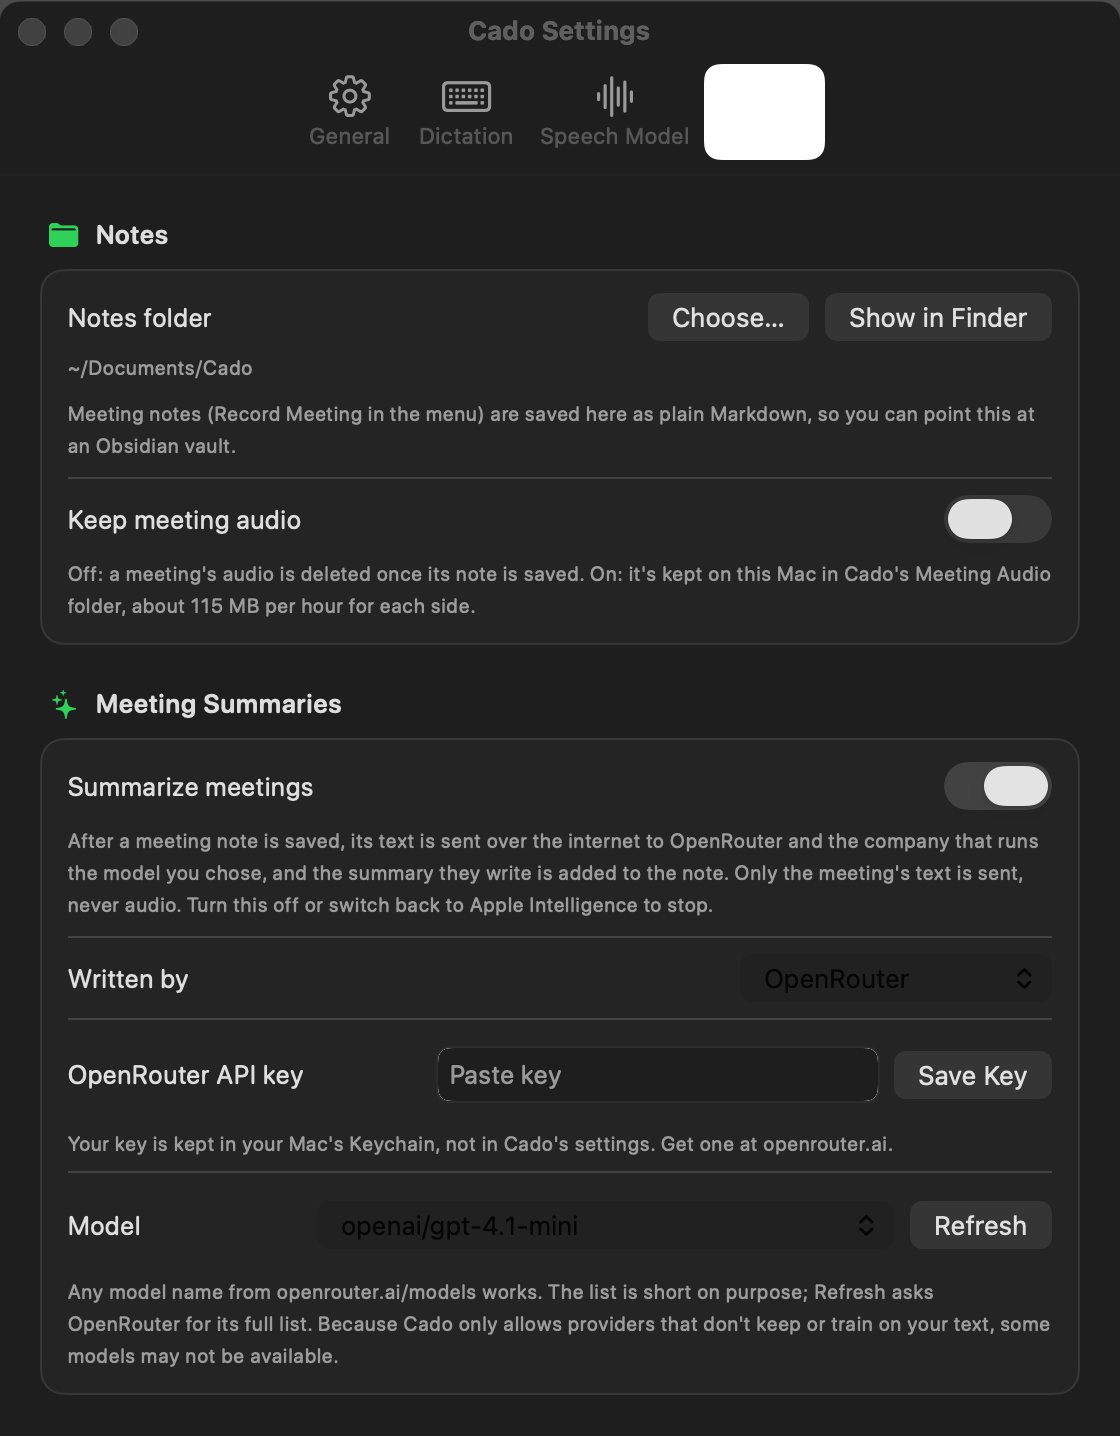 Cado Settings
General
Dictation
Speech Model
Notes
Notes folder
Choose...
Show in Finder
~/Documents/Cado
Meeting notes (Record Meeting in the menu) are saved here as plain Markdown, so you can point this at
an Obsidian vault.
Keep meeting audio
Off: a meeting's audio is deleted once its note is saved. On: it's kept on this Mac in Cado's Meeting Audio
folder, about 115 MB per hour for each side.
Meeting Summaries
Summarize meetings
After a meeting note is saved, its text is sent over the internet to OpenRouter and the company that runs
the model you chose, and the summary they write is added to the note. Only the meeting's text is sent,
never audio. Turn this off or switch back to Apple Intelligence to stop.
Written by
OpenRouter
OpenRouter API key
Paste key
Save Key
Your key is kept in your Mac's Keychain, not in Cado's settings. Get one at openrouter.ai.
Model
openai/gpt-4.1-mini
Refresh
Any model name from openrouter.ai/models works. The list is short on purpose; Refresh asks
OpenRouter for its full list. Because Cado only allows providers that don't keep or train on your text, some
models may not be available.